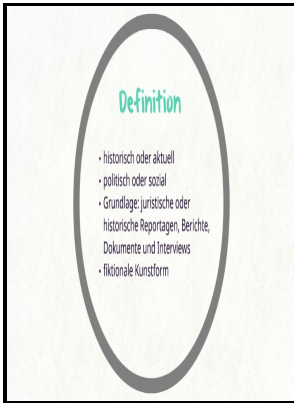 Definition
• historisch oder aktuell
• politisch oder sozial
• Grundlage: juristische oder
historische Reportagen, Berichte,
Dokumente und Interviews
• fiktionale Kunstform